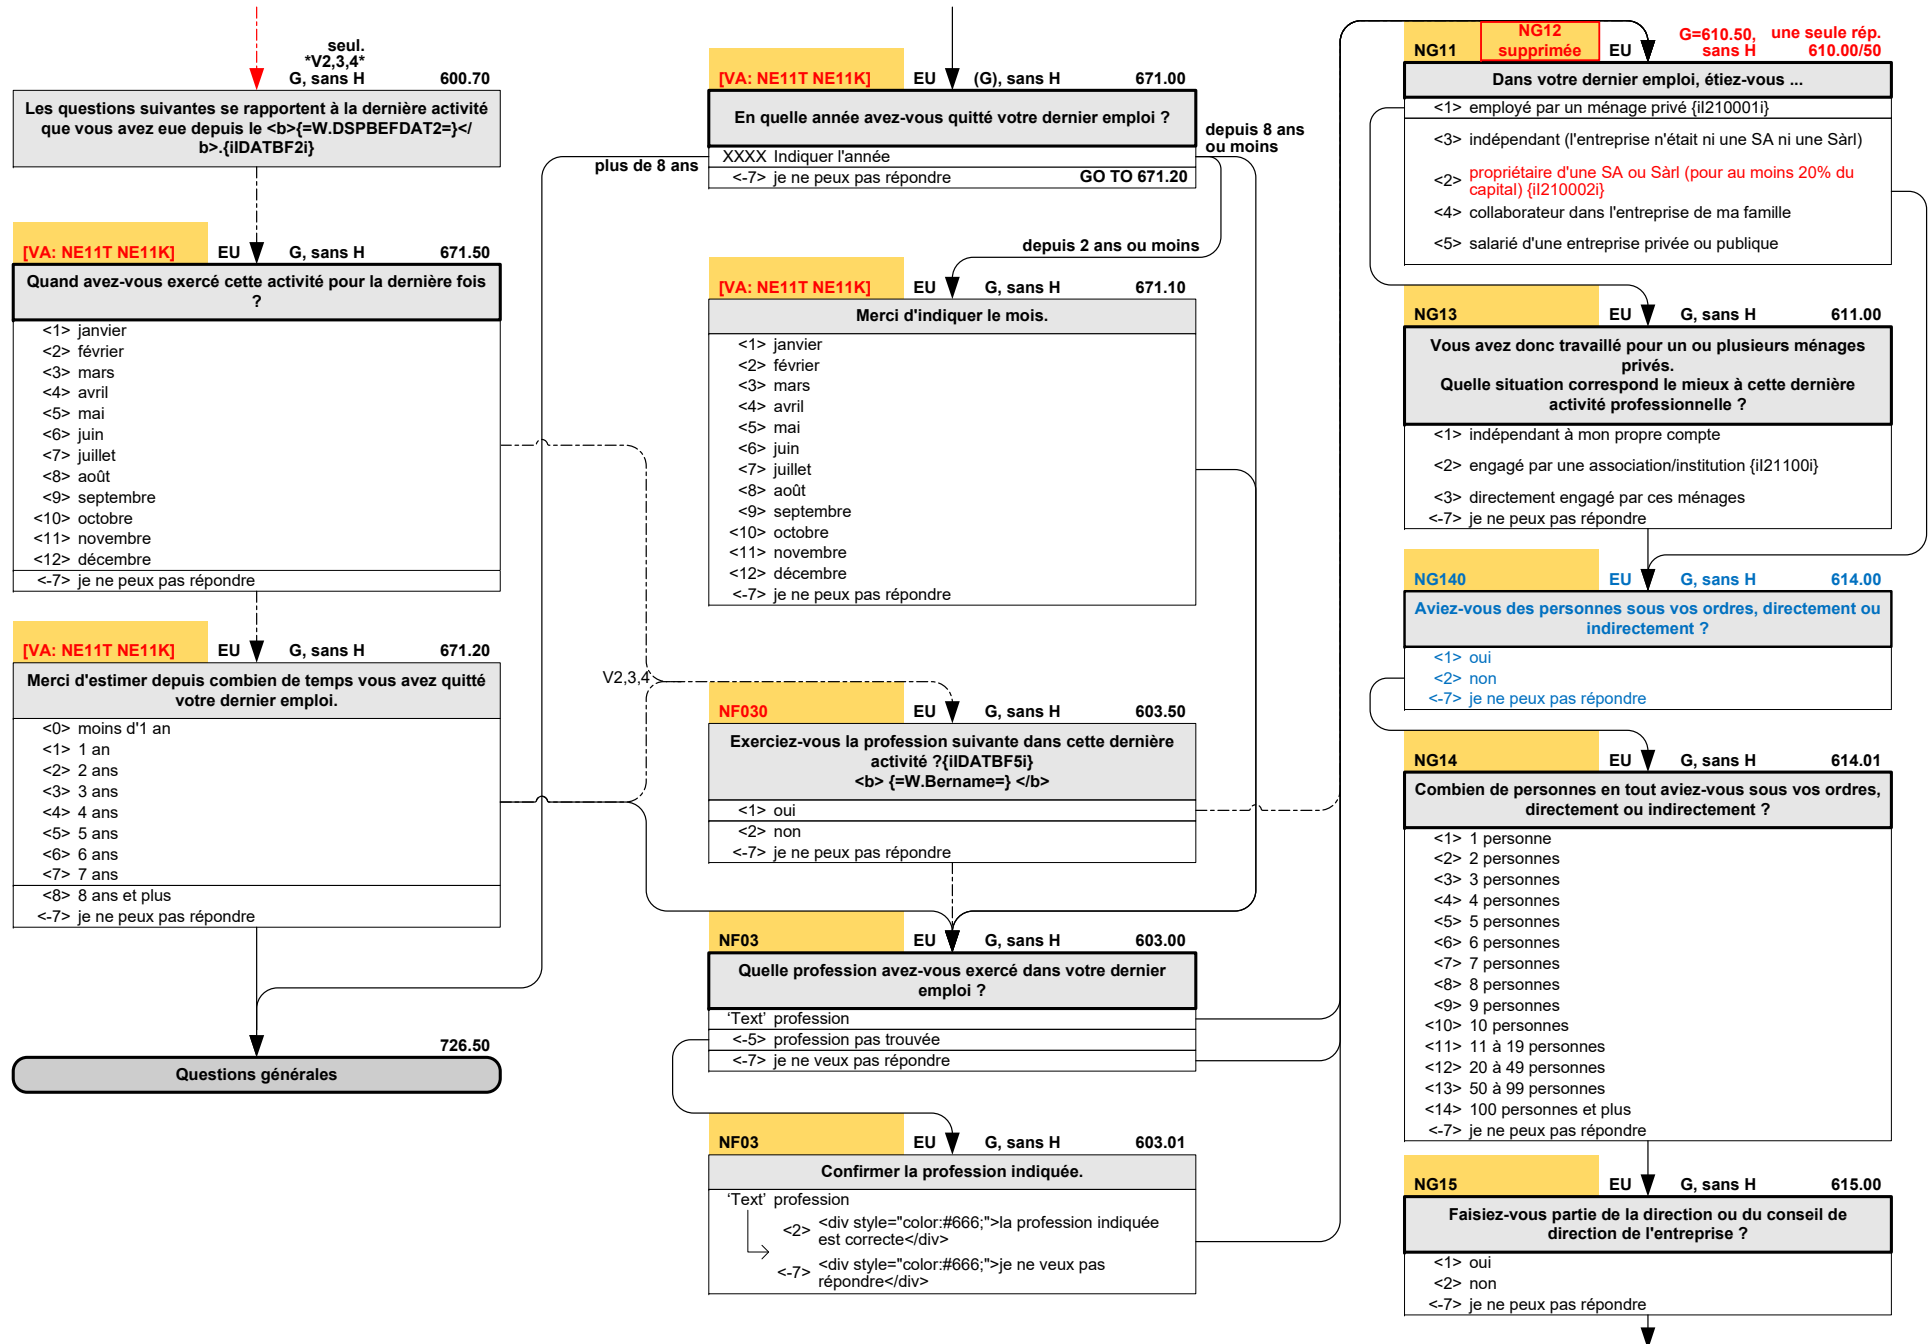 seul.
*V2,3,4*
G, sans H 600.70
Les questions suivantes se rapportent à la dernière activité
que vous avez eue depuis le <b>{=W.DSPBEFDAT2=}</
b>.{iIDATBF2i}
[VA: NE11T NE11K] EU G, sans H 671.50
Quand avez-vous exercé cette activité pour la dernière fois
?
<1> janvier
<2> février
<3> mars
<4> avril
<5> mai
<6> juin
<7> juillet
<8> août
<9> septembre
<10> octobre
<11> novembre
<12> décembre
<-7> je ne peux pas répondre
[VA: NE11T NE11K] EU G, sans H 671.20
Merci d'estimer depuis combien de temps vous avez quitté
votre dernier emploi.
<0> moins d'1 an
<1> 1 an
<2> 2 ans
<3> 3 ans
<4> 4 ans
<5> 5 ans
<6> 6 ans
<7> 7 ans
<8> 8 ans et plus
<-7> je ne peux pas répondre
726.50
Questions générales
[VA: NE11T NE11K] EU (G), sans H 671.00
En quelle année avez-vous quitté votre dernier emploi ?
XXXX Indiquer l'année
<-7> je ne peux pas répondre GO TO 671.20
plus de 8 ans
depuis 8 ans
ou moins
depuis 2 ans ou moins
[VA: NE11T NE11K] EU G, sans H 671.10
Merci d'indiquer le mois.
<1> janvier
<2> février
<3> mars
<4> avril
<5> mai
<6> juin
<7> juillet
<8> août
<9> septembre
<10> octobre
<11> novembre
<12> décembre
<-7> je ne peux pas répondre
V2,3,4
NF030 EU G, sans H 603.50
Exerciez-vous la profession suivante dans cette dernière
activité ?{iIDATBF5i}
<b> {=W.Bername=} </b>
<1> oui
<2> non
<-7> je ne peux pas répondre
NF03 EU G, sans H 603.00
Quelle profession avez-vous exercé dans votre dernier
emploi ?
'Text' profession
<-5> profession pas trouvée
<-7> je ne veux pas répondre
NF03 EU G, sans H 603.01
Confirmer la profession indiquée.
'Text' profession
<2> <div style="color:#666;">la profession indiquée
est correcte</div>
<-7> <div style="color:#666;">je ne veux pas
répondre</div>
NG11 NG12 EU G=610.50, une seule rép.
supprimée sans H 610.00/50
Dans votre dernier emploi, étiez-vous ...
<1> employé par un ménage privé {iI210001i}
<3> indépendant (l'entreprise n'était ni une SA ni une Sàrl)
<2> propriétaire d'une SA ou Sàrl (pour au moins 20% du
capital) {iI210002i}
<4> collaborateur dans l'entreprise de ma famille
<5> salarié d'une entreprise privée ou publique
NG13 EU G, sans H 611.00
Vous avez donc travaillé pour un ou plusieurs ménages
privés.
Quelle situation correspond le mieux à cette dernière
activité professionnelle ?
<1> indépendant à mon propre compte
<2> engagé par une association/institution {iI21100i}
<3> directement engagé par ces ménages
<-7> je ne peux pas répondre
NG140 EU G, sans H 614.00
Aviez-vous des personnes sous vos ordres, directement ou
indirectement ?
<1> oui
<2> non
<-7> je ne peux pas répondre
NG14 EU G, sans H 614.01
Combien de personnes en tout aviez-vous sous vos ordres,
directement ou indirectement ?
<1> 1 personne
<2> 2 personnes
<3> 3 personnes
<4> 4 personnes
<5> 5 personnes
<6> 6 personnes
<7> 7 personnes
<8> 8 personnes
<9> 9 personnes
<10> 10 personnes
<11> 11 à 19 personnes
<12> 20 à 49 personnes
<13> 50 à 99 personnes
<14> 100 personnes et plus
<-7> je ne peux pas répondre
NG15 EU G, sans H 615.00
Faisiez-vous partie de la direction ou du conseil de
direction de l'entreprise ?
<1> oui
<2> non
<-7> je ne peux pas répondre